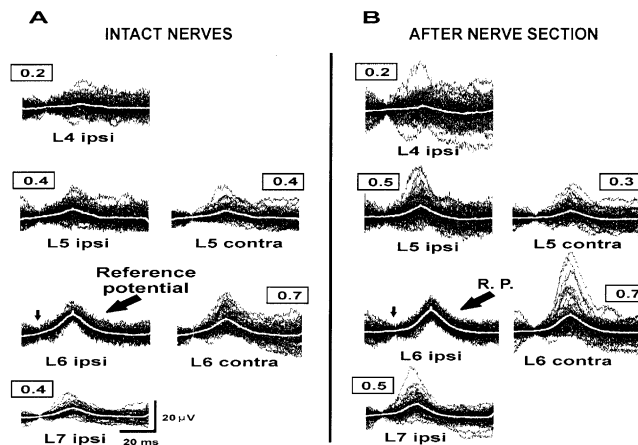 A
INTACT NERVES
0.2
L4 ipsi
0.4
L5 ipsi
0.4
L5 contra
Reference
potential
L6 ipsi
0.7
L6 contra
0.4
L7 ipsi
20 µV
20 ms
B
AFTER NERVE SECTION
0.2
L4 ipsi
0.5
L5 ipsi
0.3
L5 contra
R. P.
L6 ipsi
0.7
L6 contra
0.5
L7 ipsi